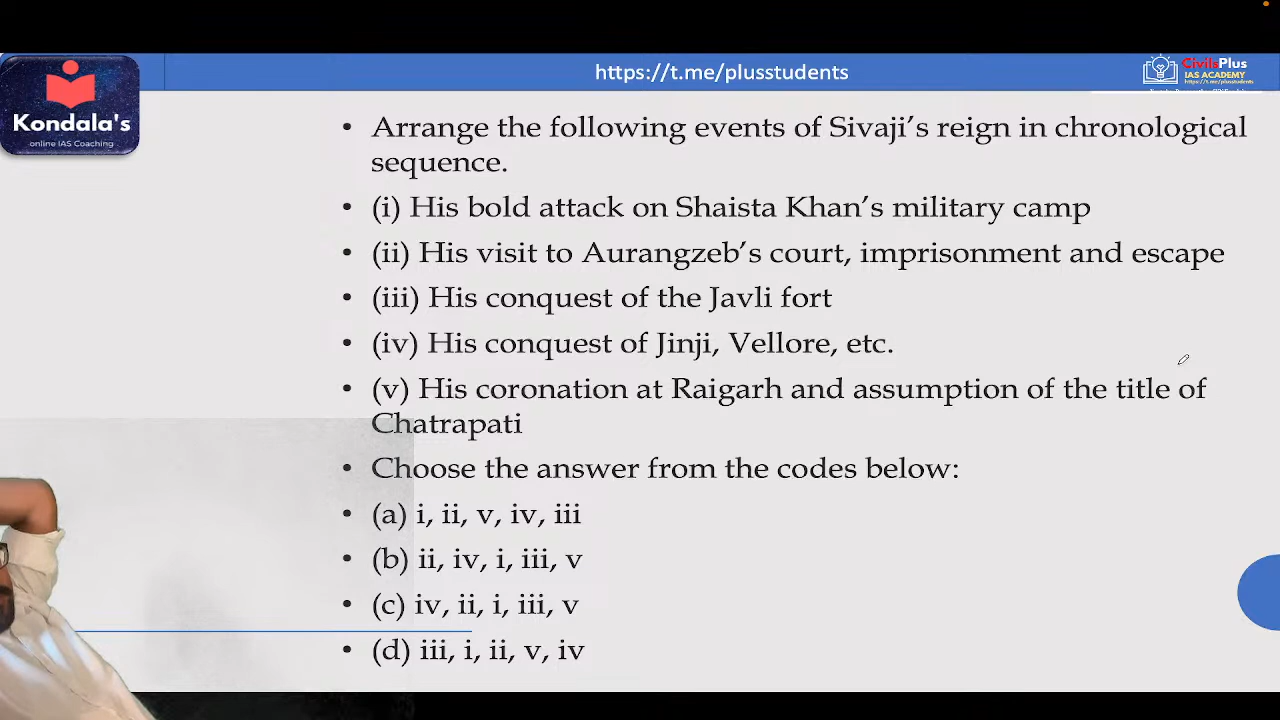 https://t.me/plusstudents
CivilsPlus
IAS ACADEMY
https://t.me/plusstudents
Kondala's
online IAS Coaching
• Arrange the following events of Sivaji's reign in chronological
sequence.
• (i) His bold attack on Shaista Khan's military camp
• (ii) His visit to Aurangzeb's court, imprisonment and escape
• (iii) His conquest of the Javli fort
• (iv) His conquest of Jinji, Vellore, etc.
• (v) His coronation at Raigarh and assumption of the title of
Chatrapati
• Choose the answer from the codes below:
• (a) i, ii, v, iv, iii
• (b) ii, iv, i, iii, v
• (c) iv, ii, i, iii, v
• (d) iii, i, ii, v, iv